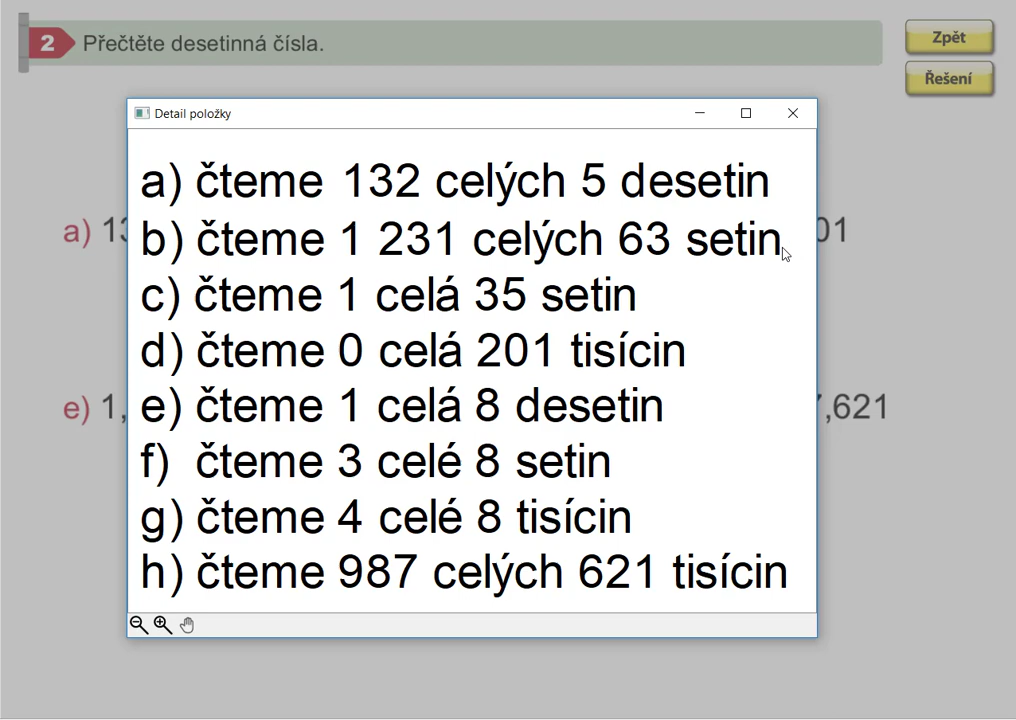 2 Přečtěte desetinná čísla.
Zpět
Řešení
Detail položky
a) čteme 132 celých 5 desetin
b) čteme 1 231 celých 63 setin
c) čteme 1 celá 35 setin
d) čteme 0 celá 201 tisícin
e) čteme 1 celá 8 desetin
f) čteme 3 celé 8 setin
g) čteme 4 celé 8 tisícin
h) čteme 987 celých 621 tisícin
a) 13
01
e) 1,
,621